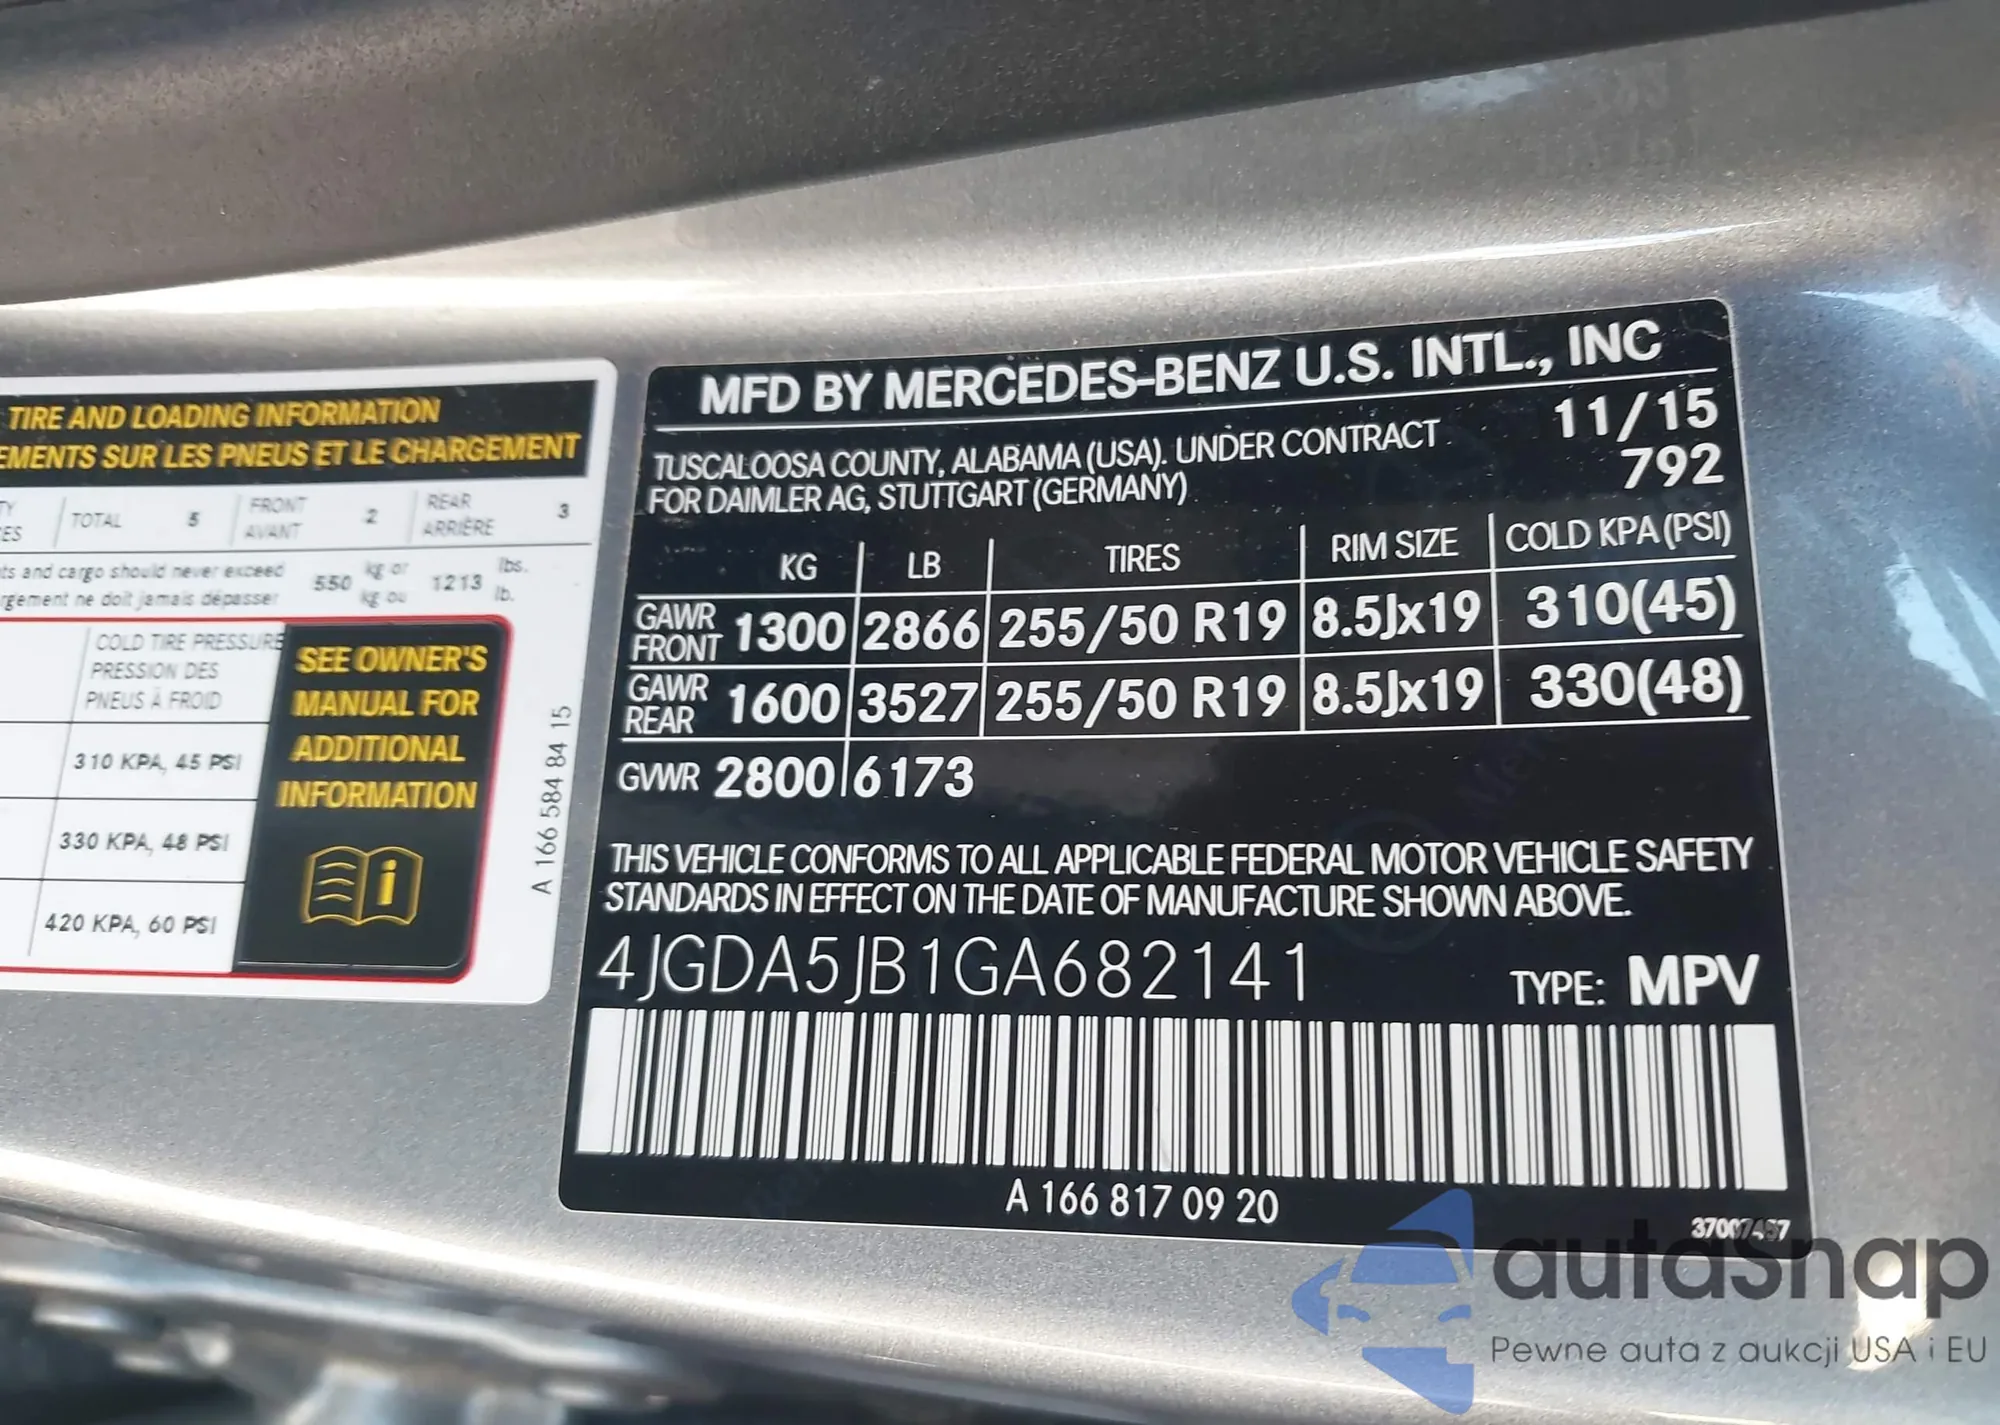 TIRE AND LOADING INFORMATION
EMENTS SUR LES PNEUS ET LE CHARGEMENT
TOTAL 5 FRONT AVANT 2 REAR ARRIÈRE 3
ts and cargo should never exceed 550 kg or 1213 lbs.
rgement ne doit jamais dépasser kg ou lb.
COLD TIRE PRESSURE
PRESSION DES
PNEUS À FROID
310 KPA, 45 PSI
330 KPA, 48 PSI
420 KPA, 60 PSI
SEE OWNER'S
MANUAL FOR
ADDITIONAL
INFORMATION
A 166 584 84 15
MFD BY MERCEDES-BENZ U.S. INTL., INC
TUSCALOOSA COUNTY, ALABAMA (USA). UNDER CONTRACT 11/15
FOR DAIMLER AG, STUTTGART (GERMANY) 792
KG LB TIRES RIM SIZE COLD KPA (PSI)
GAWR FRONT 1300 2866 255/50 R19 8.5Jx19 310(45)
GAWR REAR 1600 3527 255/50 R19 8.5Jx19 330(48)
GVWR 2800 6173
THIS VEHICLE CONFORMS TO ALL APPLICABLE FEDERAL MOTOR VEHICLE SAFETY
STANDARDS IN EFFECT ON THE DATE OF MANUFACTURE SHOWN ABOVE.
4JGDA5JB1GA682141 TYPE: MPV
A 166 817 09 20
autasnap
Pewne auta z aukcji USA i EU